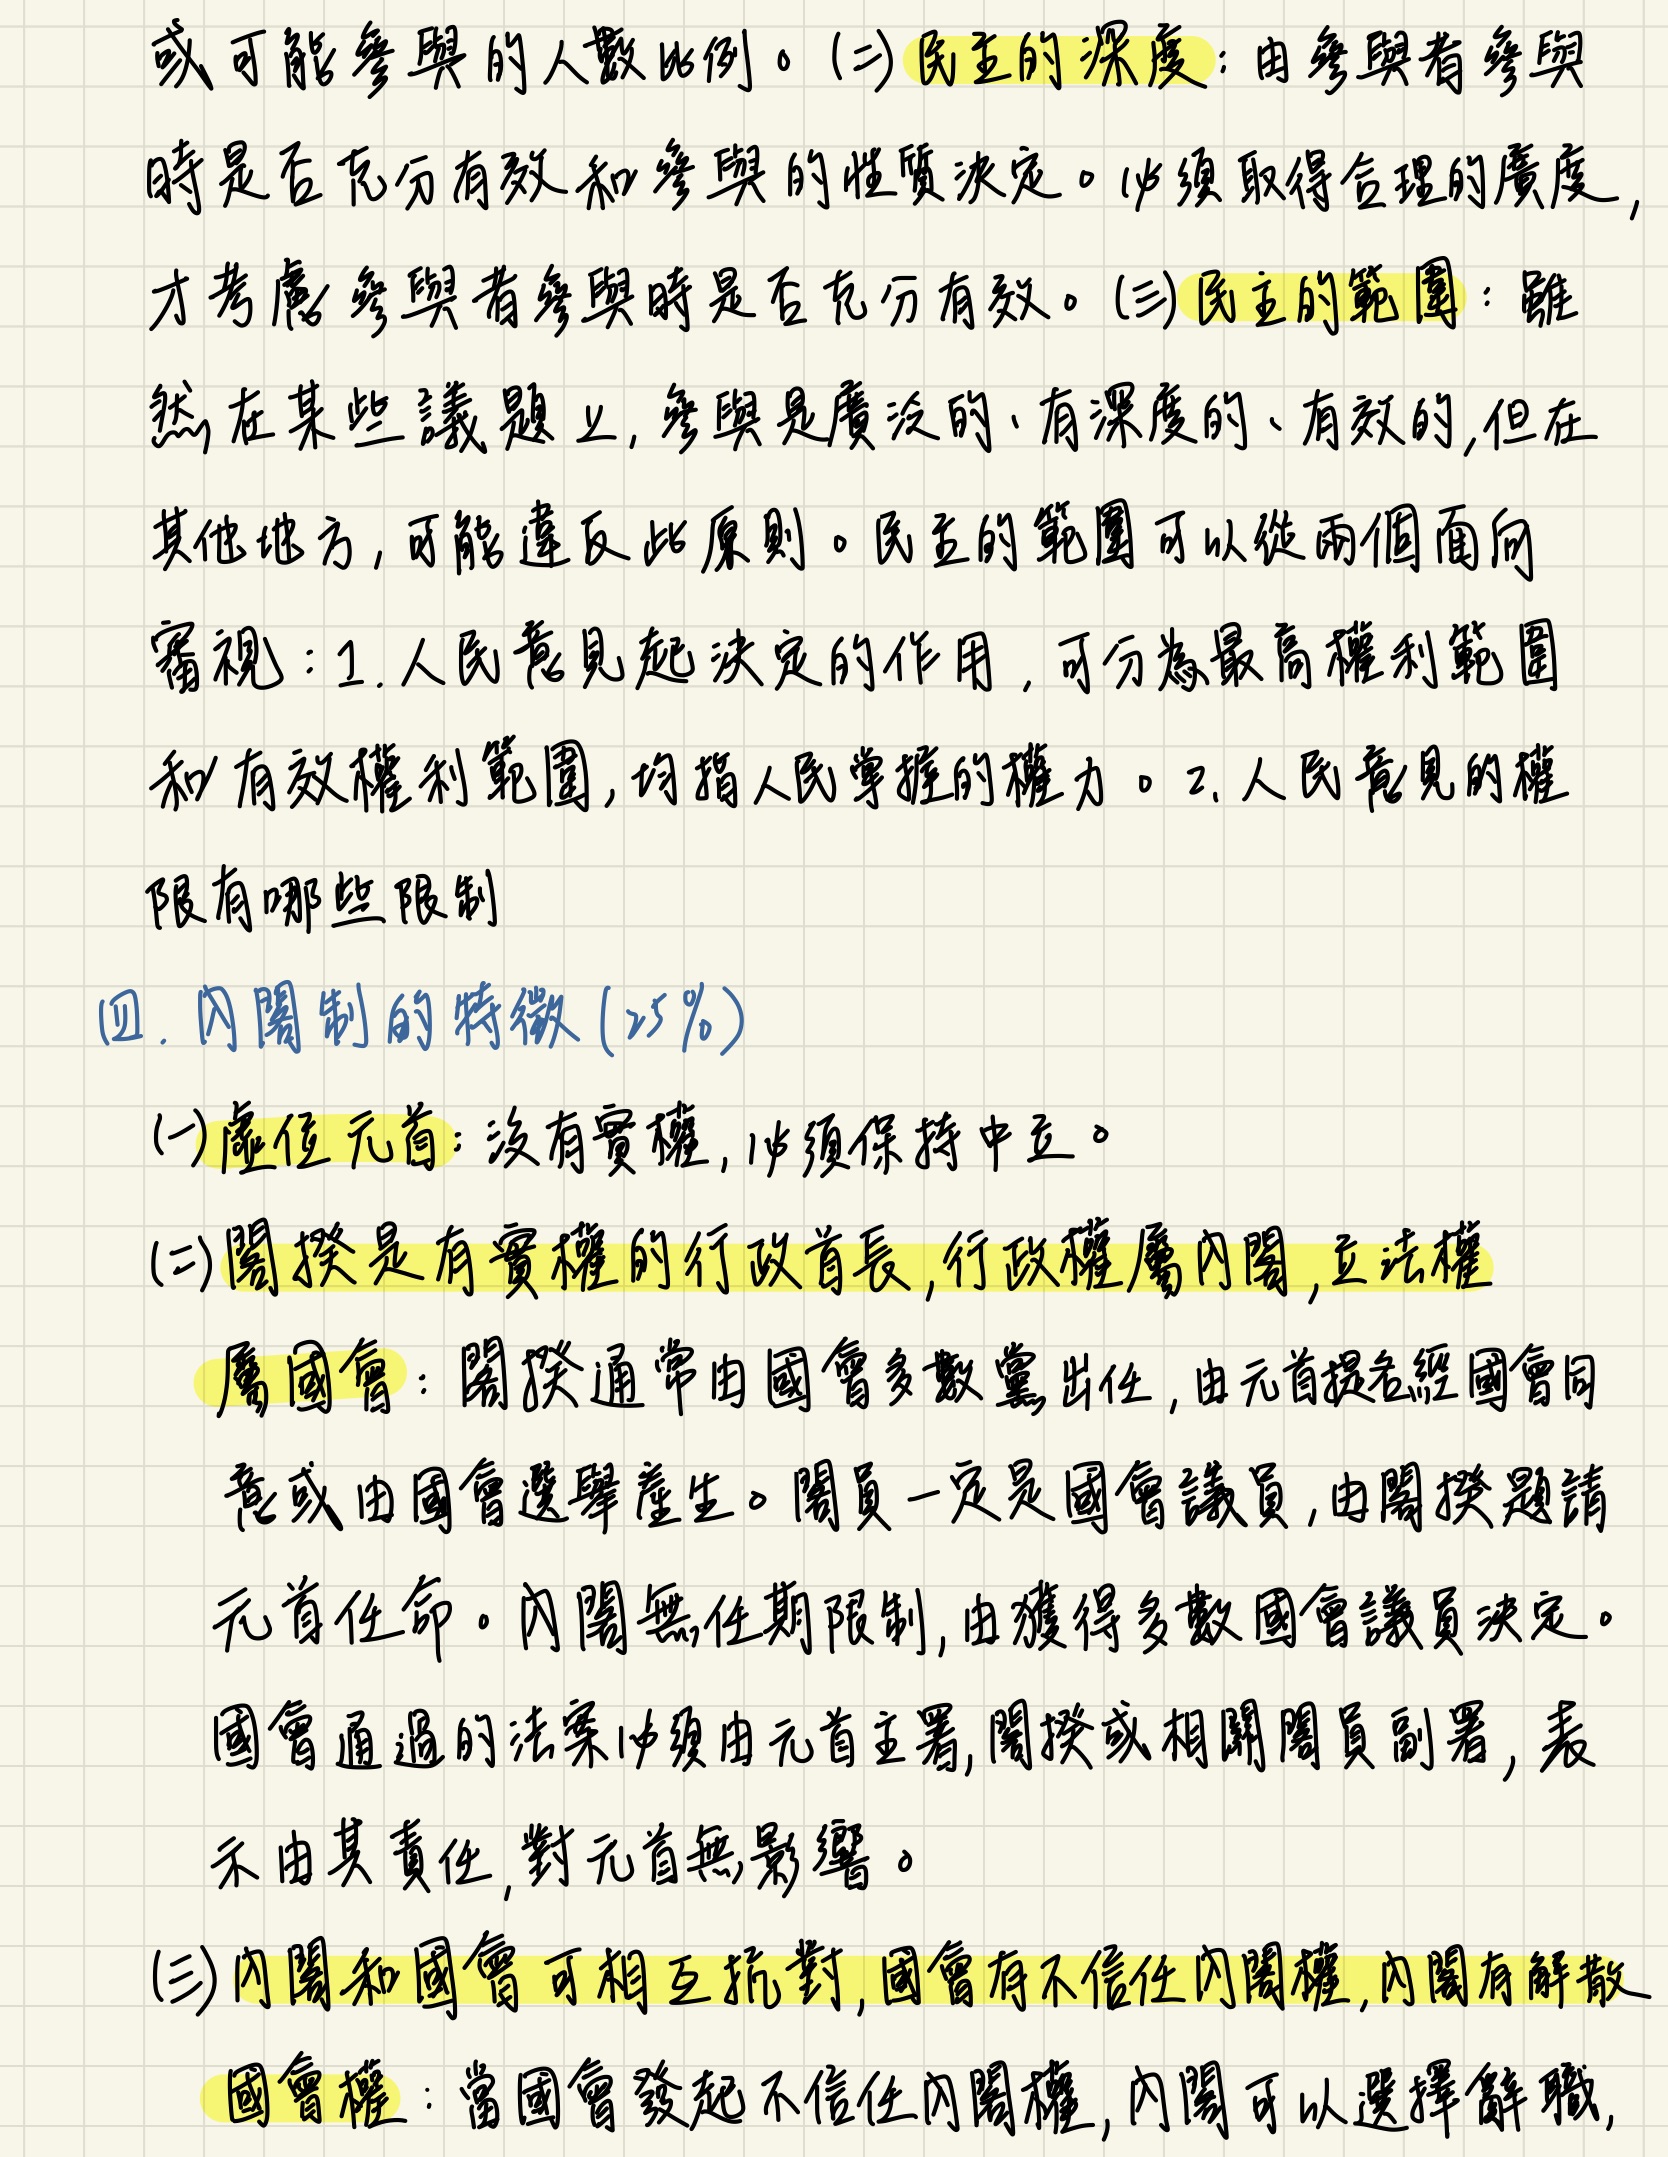 或可能參與的人數比例。(二)民主的深度:由參與者參與
時是否充分有效和參與的性質決定。必須取得合理的廣度,
才考慮參與者參與時是否充分有效。(三)民主的範圍:雖
然在某些議題上,參與是廣泛的、有深度的、有效的,但在
其他地方,可能違反此原則。民主的範圍可以從兩個面向
審視:1.人民意見起決定的作用,可分為最高權利範圍
和有效權利範圍,均指人民掌握的權力。2.人民意見的權
限有哪些限制
四.內閣制的特徵(25%)
(一)虛位元首:沒有實權,必須保持中立。
(二)閣揆是有實權的行政首長,行政權屬內閣,立法權
屬國會:閣揆通常由國會多數黨出任,由元首提名經國會同
意或由國會選舉產生。閣員一定是國會議員,由閣揆題請
元首任命。內閣無任期限制,由獲得多數國會議員決定。
國會通過的法案必須由元首主署,閣揆或相關閣員副署,表
示由其責任,對元首無影響。
(三)內閣和國會可相互抗對,國會有不信任內閣權,內閣有解散
國會權:當國會發起不信任內閣權,內閣可以選擇辭職,